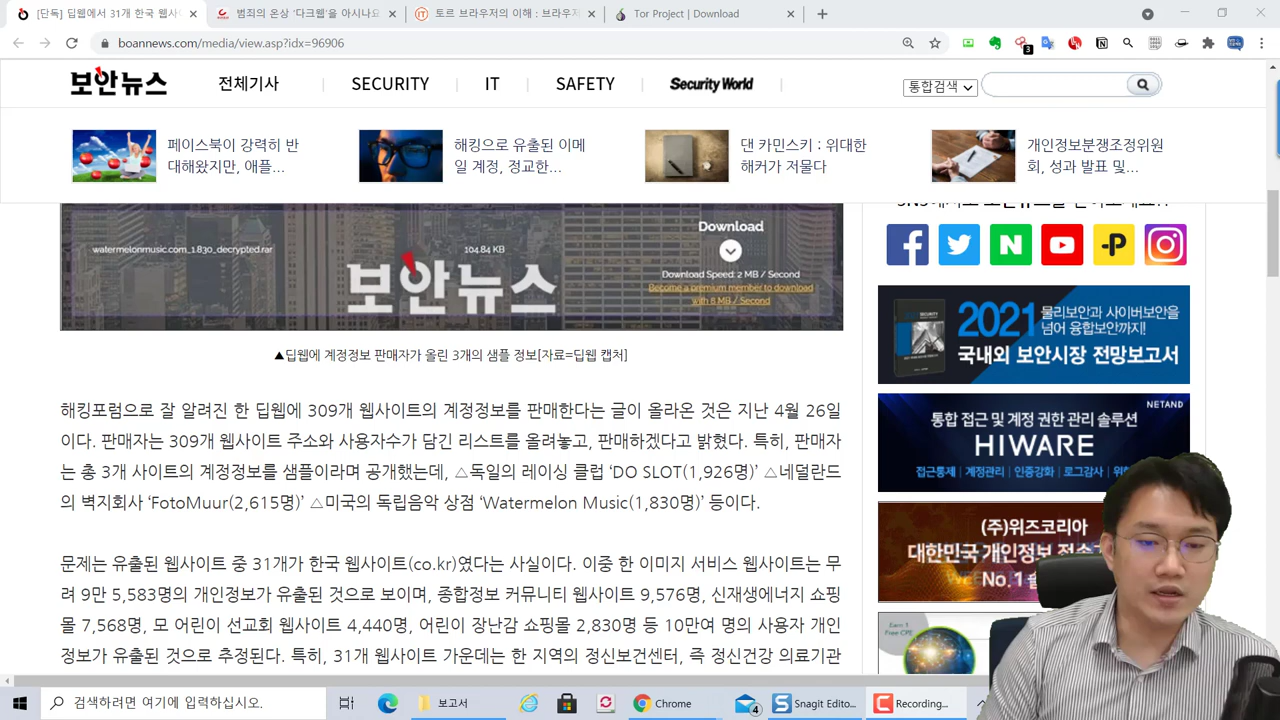 [단독] 딥웹에서 31개 한국 웹사
범죄의 온상 '다크웹'을 아시나요
토르 브라우저의 이해 : 브라우저
Tor Project | Download
boannews.com/media/view.asp?idx=96906
3
보안뉴스
전체기사
SECURITY
IT
SAFETY
Security World
통합검색
페이스북이 강력히 반
대해왔지만, 애플...
해킹으로 유출된 이메
일 계정, 정교한...
댄 카민스키 : 위대한
해커가 저물다
개인정보분쟁조정위원
회, 성과 발표 및...
watermelonmusic.com_1.830_decrypted.rar
104.84 KB
Download
Download Speed: 2 MB / Second
Become a premium member to download
with 6 MB / Second
보안뉴스
▲딥웹에 계정정보 판매자가 올린 3개의 샘플 정보[자료=딥웹 캡처]
해킹포럼으로 잘 알려진 한 딥웹에 309개 웹사이트의 계정정보를 판매한다는 글이 올라온 것은 지난 4월 26일
이다. 판매자는 309개 웹사이트 주소와 사용자수가 담긴 리스트를 올려놓고, 판매하겠다고 밝혔다. 특히, 판매자
는 총 3개 사이트의 계정정보를 샘플이라며 공개했는데, △독일의 레이싱 클럽 ‘DO SLOT(1,926명)’ △네덜란드
의 벽지회사 ‘FotoMuur(2,615명)’ △미국의 독립음악 상점 ‘Watermelon Music(1,830명)’ 등이다.
문제는 유출된 웹사이트 중 31개가 한국 웹사이트(co.kr)였다는 사실이다. 이중 한 이미지 서비스 웹사이트는 무
려 9만 5,583명의 개인정보가 유출된 것으로 보이며, 종합정보 커뮤니티 웹사이트 9,576명, 신재생에너지 쇼핑
몰 7,568명, 모 어린이 선교회 웹사이트 4,440명, 어린이 장난감 쇼핑몰 2,830명 등 10만여 명의 사용자 개인
정보가 유출된 것으로 추정된다. 특히, 31개 웹사이트 가운데는 한 지역의 정신보건센터, 즉 정신건강 의료기관
2021 물리보안과 사이버보안을
넘어 융합보안까지!
국내외 보안시장 전망보고서
NETAND
통합 접근 및 계정 권한 관리 솔루션
HIWARE
접근통제 | 계정관리 | 인증강화 | 로그감사
(주)위즈코리아
대한민국 개인정보
No. 1
Earn 1
Free CPE
검색하려면 여기에 입력하십시오.
보고서
Chrome
4
Snagit Edito...
Recording...